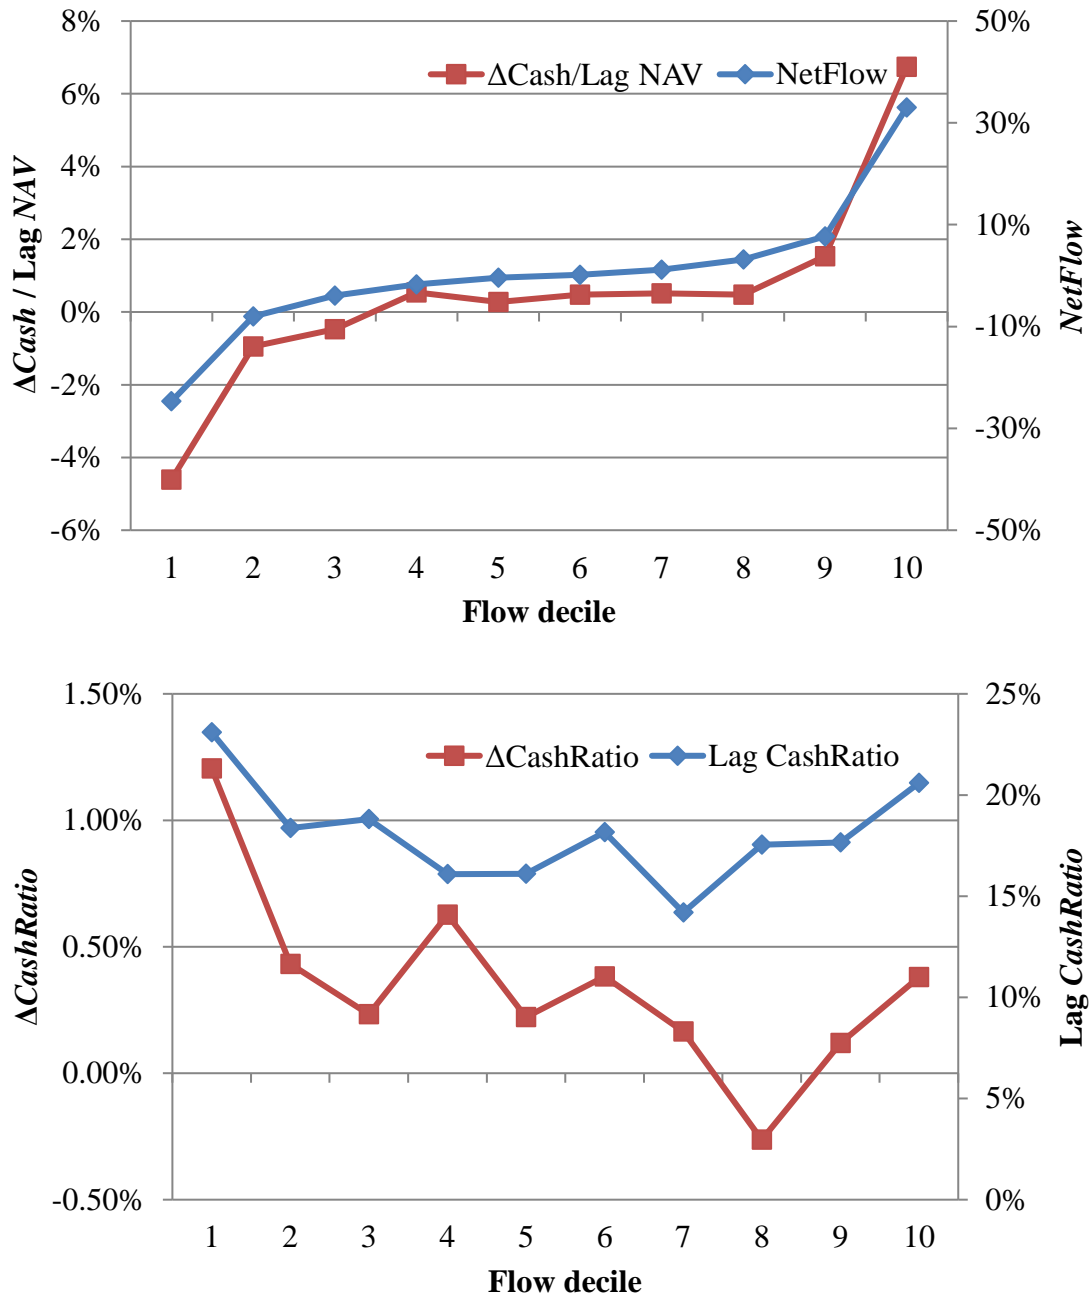 8%
6%
4%
2%
0%
-2%
-4%
-6%
50%
30%
10%
-10%
-30%
-50%
ΔCash / Lag NAV
NetFlow
ΔCash/Lag NAV NetFlow
1 2 3 4 5 6 7 8 9 10
Flow decile
1.50%
1.00%
0.50%
0.00%
-0.50%
25%
20%
15%
10%
5%
0%
ΔCashRatio
Lag CashRatio
ΔCashRatio Lag CashRatio
1 2 3 4 5 6 7 8 9 10
Flow decile